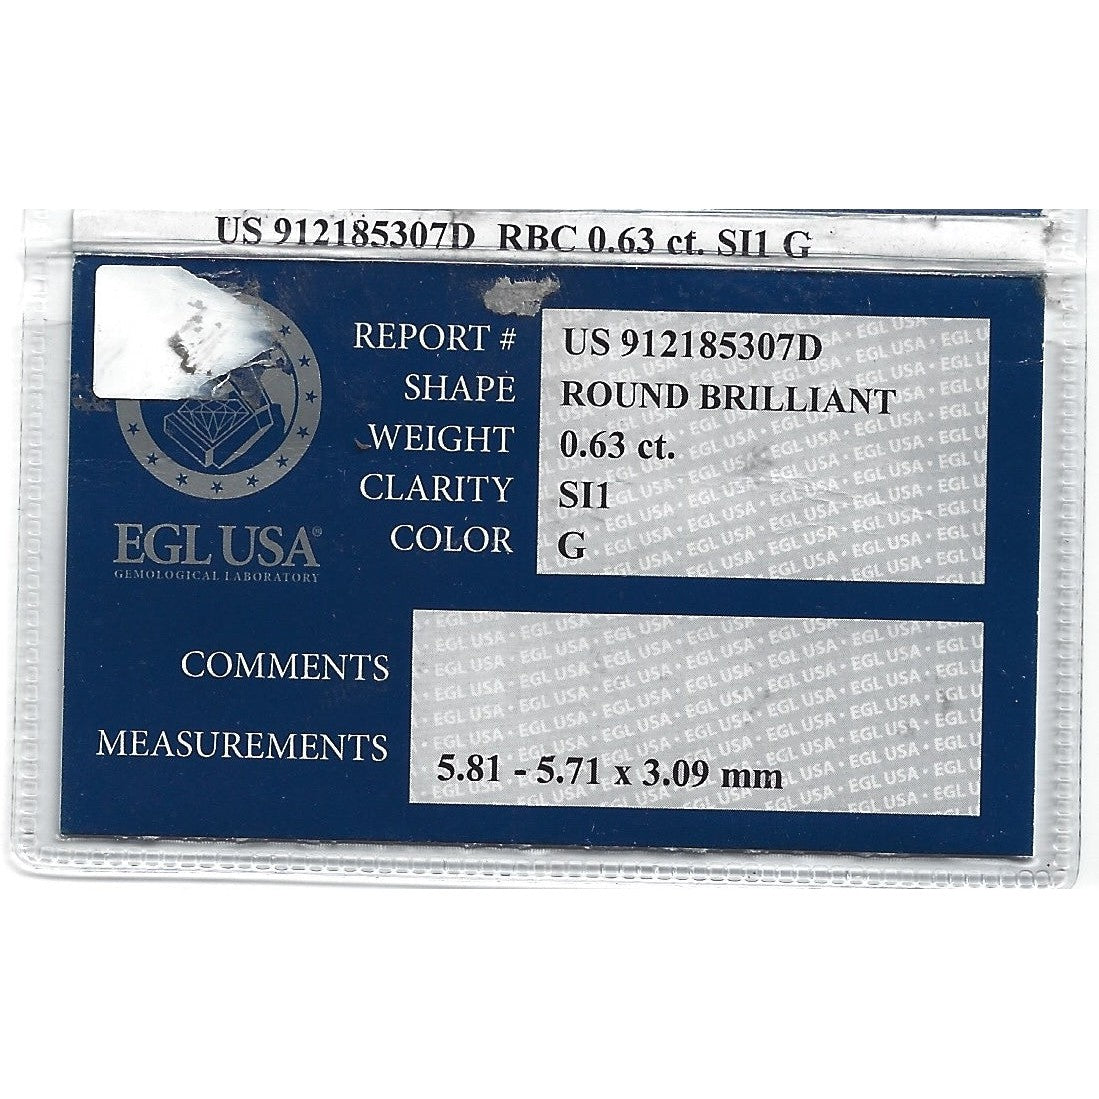 US 912185307D RBC 0.63 ct. SI1 G
REPORT # US 912185307D
SHAPE ROUND BRILLIANT
WEIGHT 0.63 ct.
CLARITY SI1
COLOR G
EGL USA®
GEMOLOGICAL LABORATORY
COMMENTS
MEASUREMENTS 5.81 - 5.71 x 3.09 mm